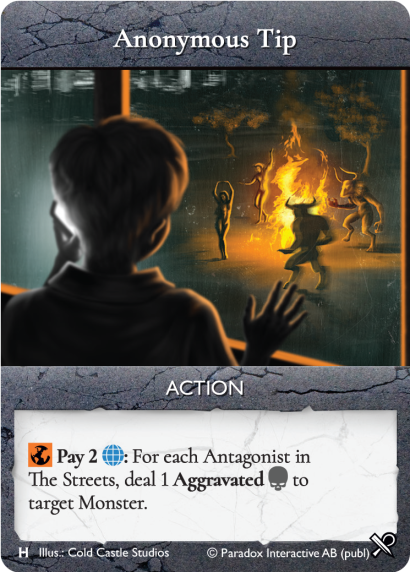 Anonymous Tip
ACTION
Pay 2 : For each Antagonist in
The Streets, deal 1 Aggravated to
target Monster.
H Illus.: Cold Castle Studios © Paradox Interactive AB (publ)